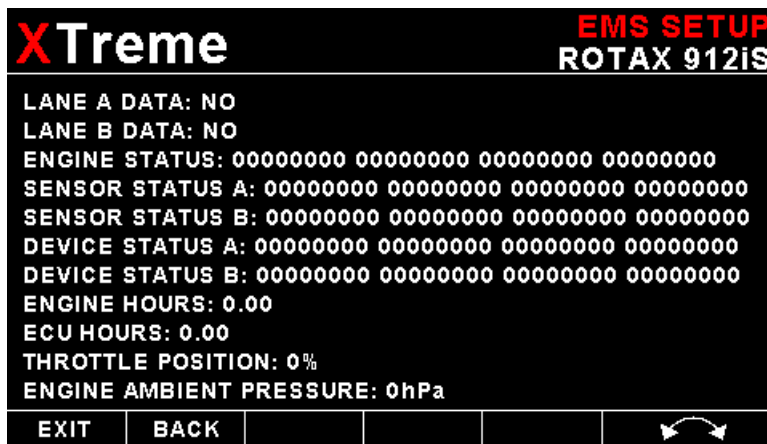 XTreme
EMS SETUP
ROTAX 912iS
LANE A DATA: NO
LANE B DATA: NO
ENGINE STATUS: 00000000 00000000 00000000 00000000
SENSOR STATUS A: 00000000 00000000 00000000 00000000
SENSOR STATUS B: 00000000 00000000 00000000 00000000
DEVICE STATUS A: 00000000 00000000 00000000 00000000
DEVICE STATUS B: 00000000 00000000 00000000 00000000
ENGINE HOURS: 0.00
ECU HOURS: 0.00
THROTTLE POSITION: 0%
ENGINE AMBIENT PRESSURE: 0hPa
EXIT BACK